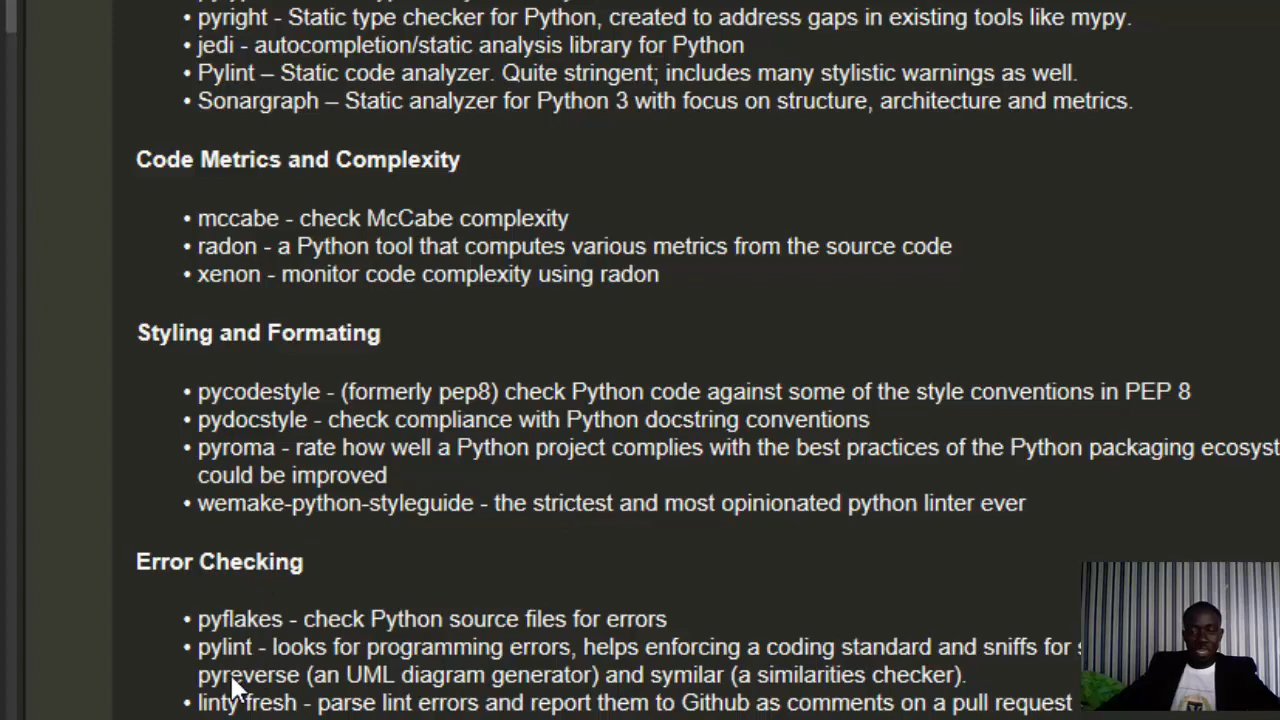 • pyright - Static type checker for Python, created to address gaps in existing tools like mypy.
• jedi - autocompletion/static analysis library for Python
• Pylint – Static code analyzer. Quite stringent; includes many stylistic warnings as well.
• Sonargraph – Static analyzer for Python 3 with focus on structure, architecture and metrics.
Code Metrics and Complexity
• mccabe - check McCabe complexity
• radon - a Python tool that computes various metrics from the source code
• xenon - monitor code complexity using radon
Styling and Formating
• pycodestyle - (formerly pep8) check Python code against some of the style conventions in PEP 8
• pydocstyle - check compliance with Python docstring conventions
• pyroma - rate how well a Python project complies with the best practices of the Python packaging ecosyst
could be improved
• wemake-python-styleguide - the strictest and most opinionated python linter ever
Error Checking
• pyflakes - check Python source files for errors
• pylint - looks for programming errors, helps enforcing a coding standard and sniffs for
pyreverse (an UML diagram generator) and symilar (a similarities checker).
• linty fresh - parse lint errors and report them to Github as comments on a pull request